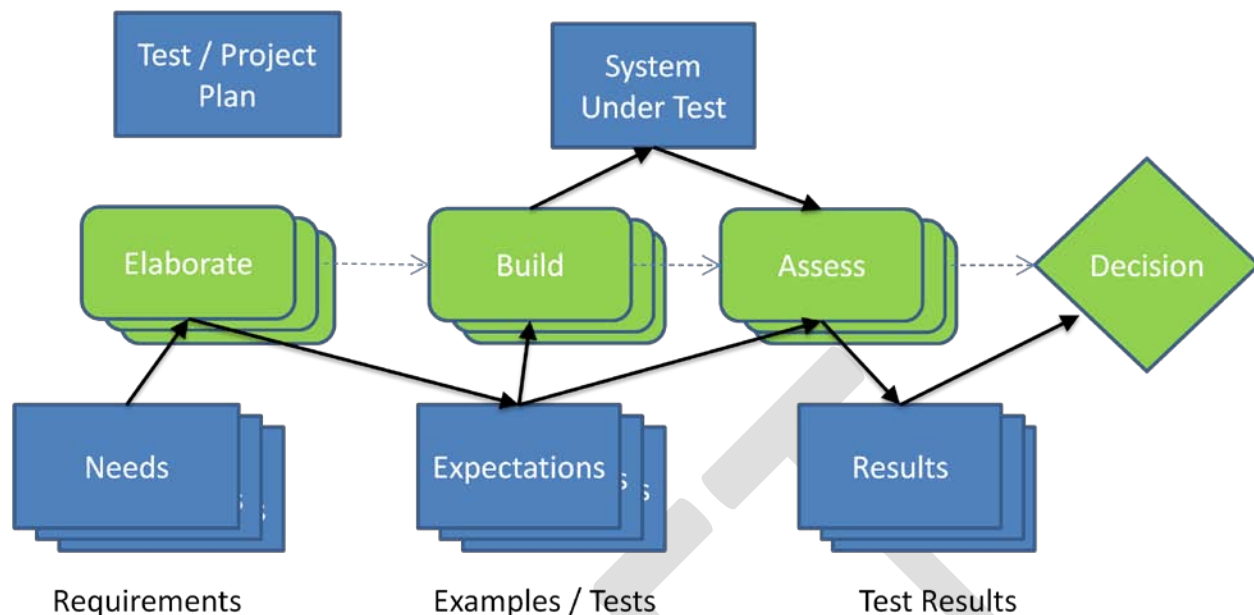 Test / Project
Plan
System
Under Test
Elaborate
Build
Assess
Decision
Needs
Expectations
Results
Requirements
Examples / Tests
Test Results